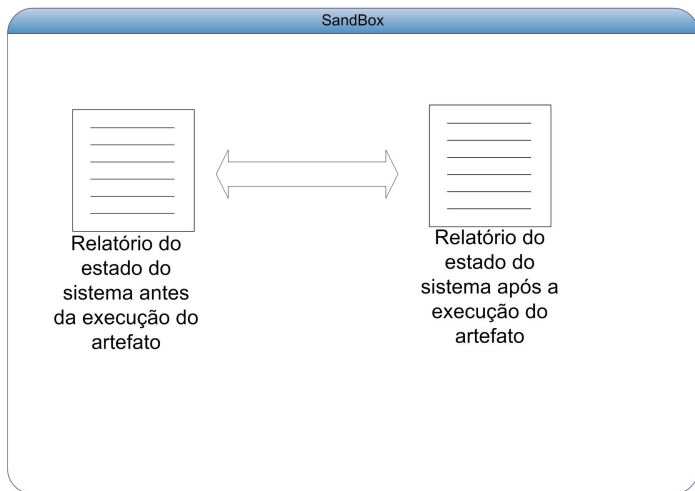 SandBox
Relatório do
estado do
sistema antes
da execução do
artefato
Relatório do
estado do
sistema após a
execução do
artefato